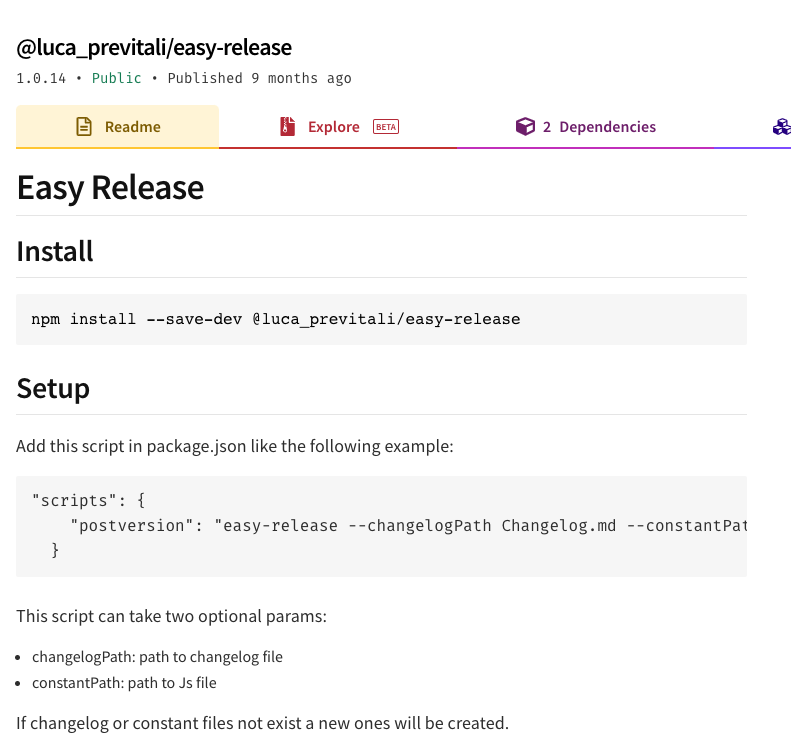 @luca_previtali/easy-release
1.0.14 • Public • Published 9 months ago
Readme
Explore BETA
2 Dependencies
Easy Release
Install
npm install --save-dev @luca_previtali/easy-release
Setup
Add this script in package.json like the following example:
"scripts": {
"postversion": "easy-release --changelogPath Changelog.md --constantPat
}
This script can take two optional params:
• changelogPath: path to changelog file
• constantPath: path to Js file
If changelog or constant files not exist a new ones will be created.